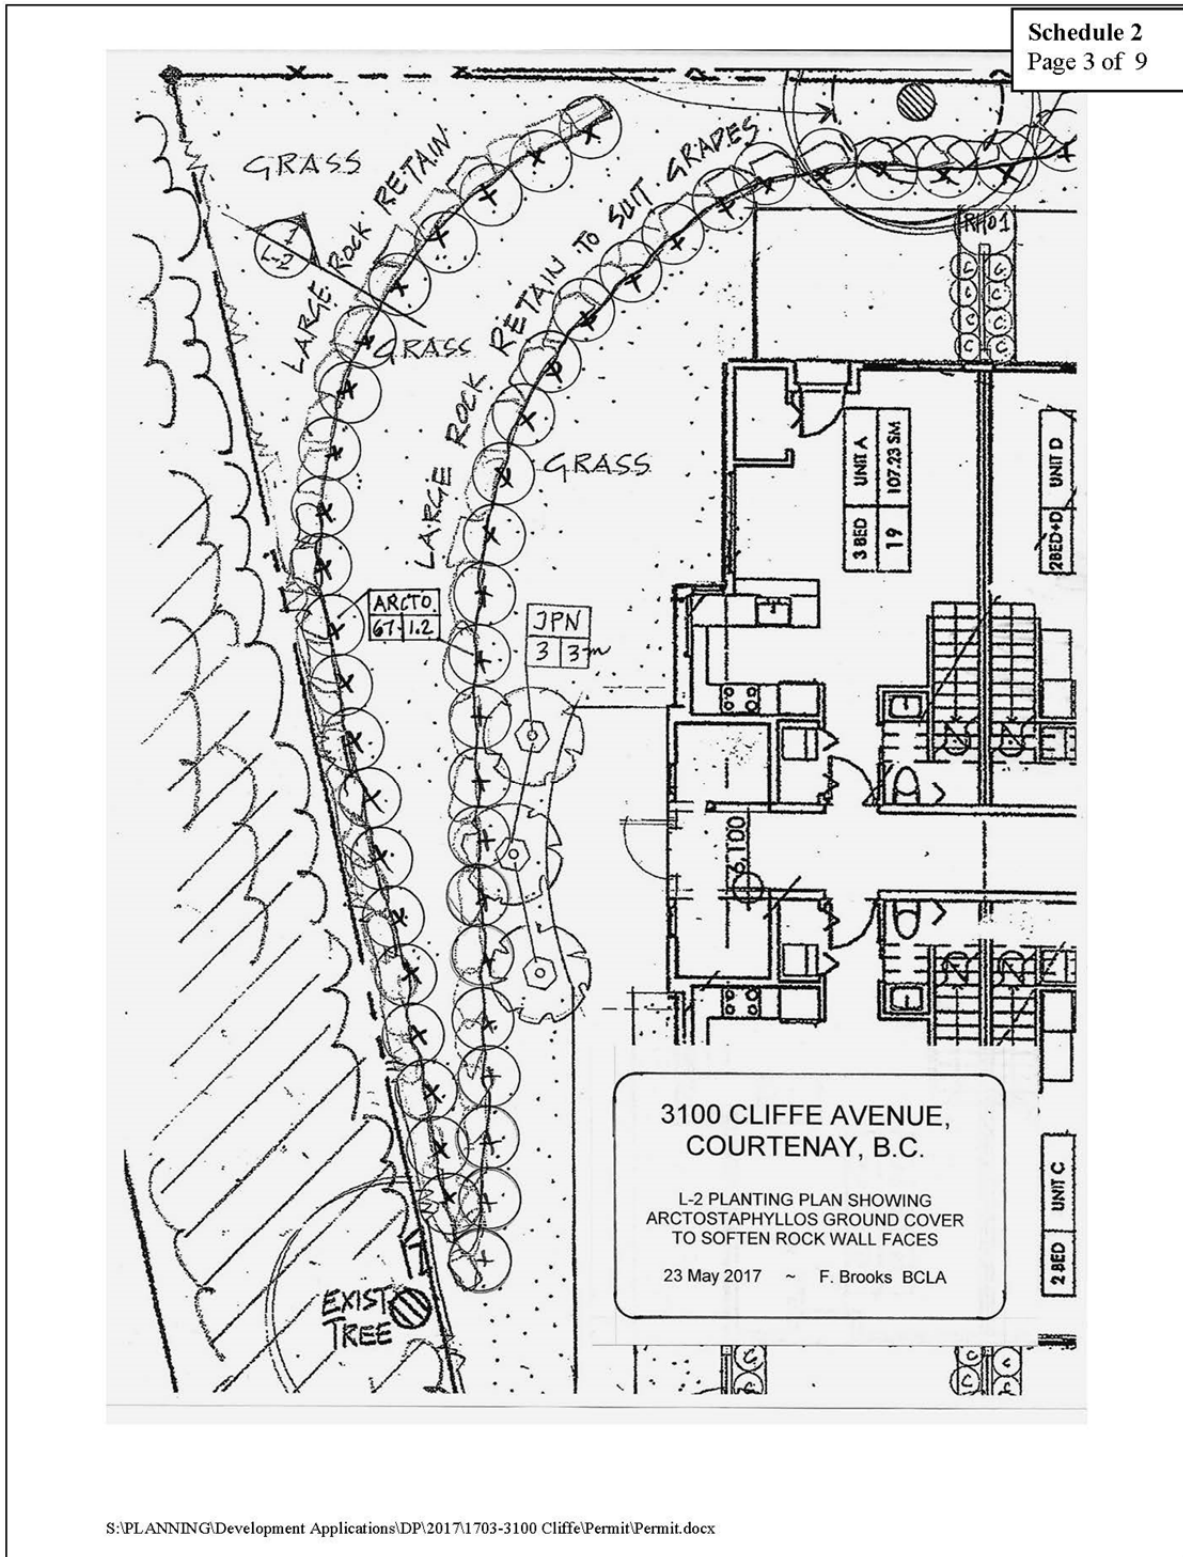 Schedule 2
Page 3 of 9
GRASS
LARGE ROCK RETAIN
LARGE ROCK RETAIN TO SUIT GRADES
L-2
RH01
C C
C C
C C
C C
GRASS
GRASS
3 BED UNIT A
19 107.23 SM
2BED+D UNIT D
ARCTO.
67 1.2
JPN
3 3m
6,100
3100 CLIFFE AVENUE,
COURTENAY, B.C.
L-2 PLANTING PLAN SHOWING
ARCTOSTAPHYLLOS GROUND COVER
TO SOFTEN ROCK WALL FACES
23 May 2017 ~ F. Brooks BCLA
2 BED UNIT C
EXIST.
TREE
C C C
C C C
S:\PLANNING\Development Applications\DP\2017\1703-3100 Cliffe\Permit\Permit.docx